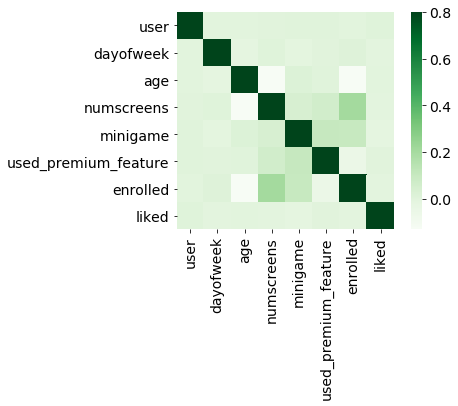 user
dayofweek
age
numscreens
minigame
used_premium_feature
enrolled
liked
user
dayofweek
age
numscreens
minigame
used_premium_feature
enrolled
liked
0.8
0.6
0.4
0.2
0.0